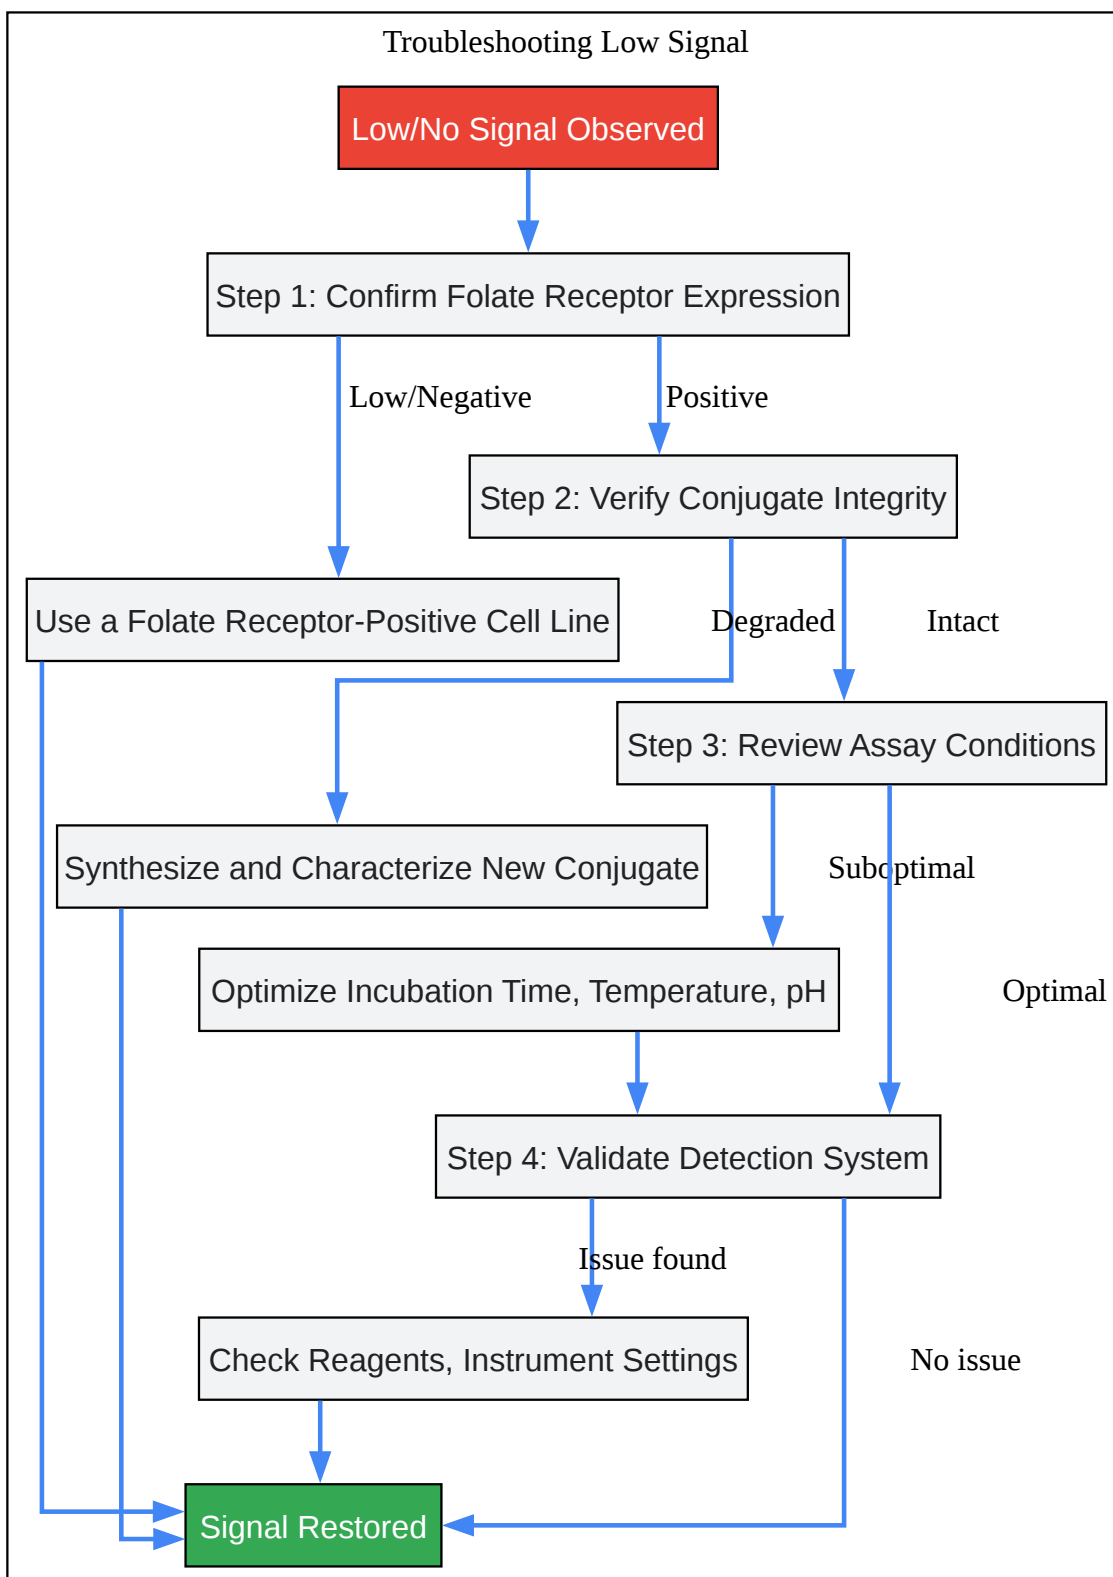 Troubleshooting Low Signal
Low/No Signal Observed
Step 1: Confirm Folate Receptor Expression
Low/Negative
Positive
Step 2: Verify Conjugate Integrity
Use a Folate Receptor-Positive Cell Line
Degraded
Intact
Step 3: Review Assay Conditions
Synthesize and Characterize New Conjugate
Suboptimal
Optimize Incubation Time, Temperature, pH
Optimal
Step 4: Validate Detection System
Issue found
Check Reagents, Instrument Settings
No issue
Signal Restored